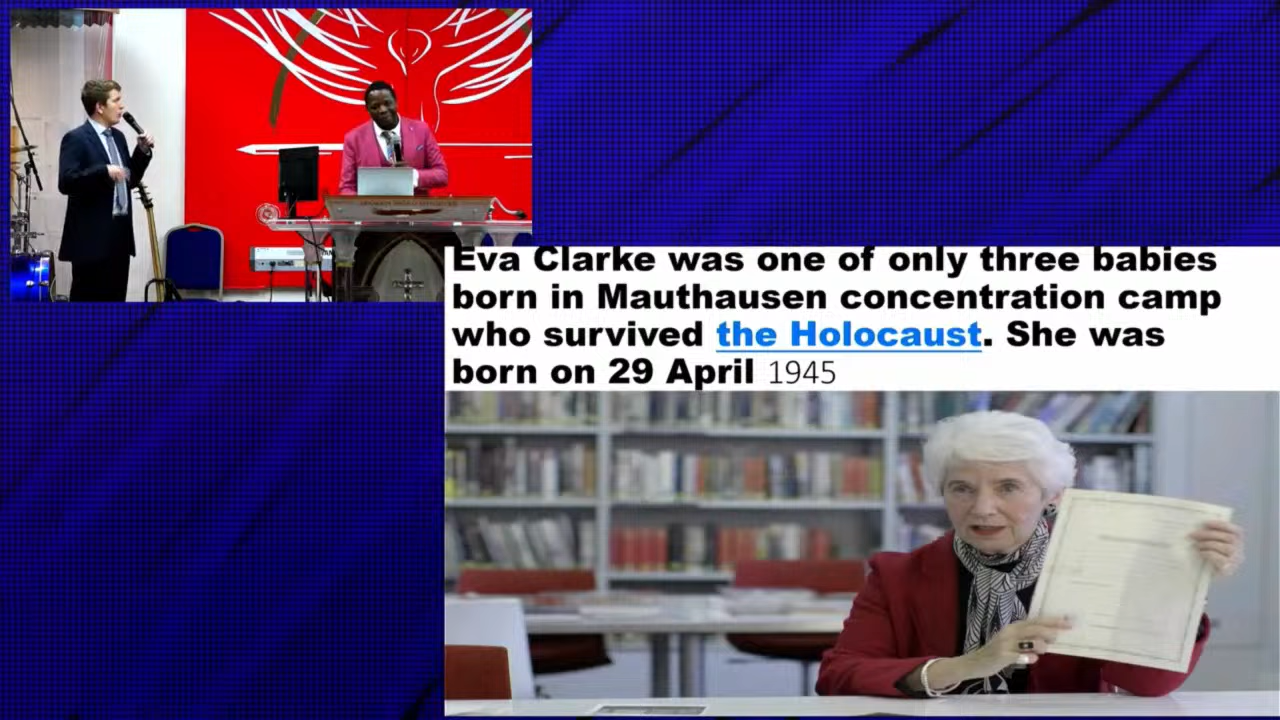 Eva Clarke was one of only three babies
born in Mauthausen concentration camp
who survived the Holocaust. She was
born on 29 April 1945